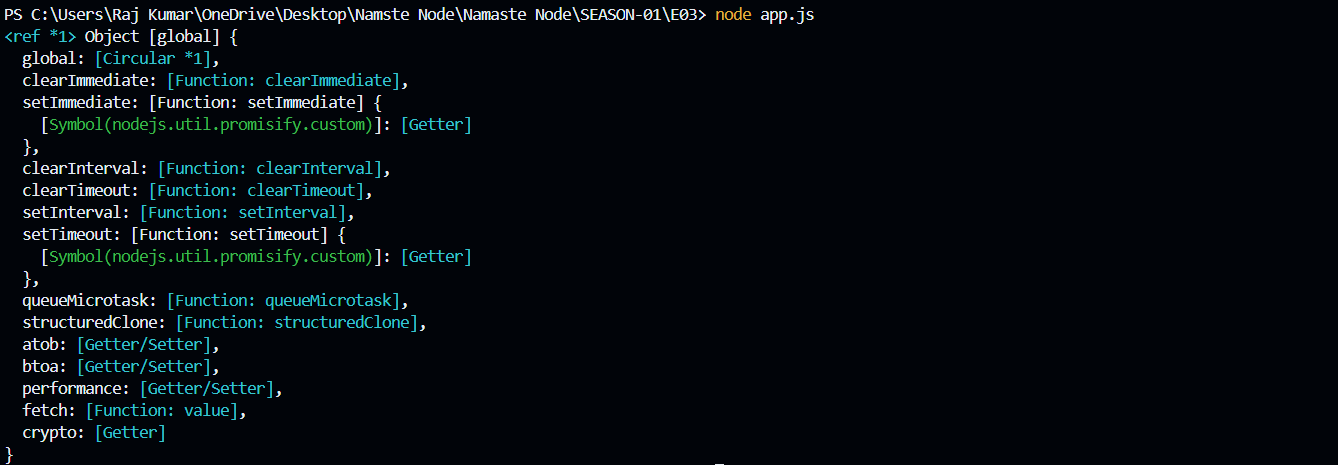 PS C:\Users\Raj Kumar\OneDrive\Desktop\Namste Node\Namaste Node\SEASON-01\E03> node app.js
<ref *1> Object [global] {
  global: [Circular *1],
  clearImmediate: [Function: clearImmediate],
  setImmediate: [Function: setImmediate] {
    [Symbol(nodejs.util.promisify.custom)]: [Getter]
  },
  clearInterval: [Function: clearInterval],
  clearTimeout: [Function: clearTimeout],
  setInterval: [Function: setInterval],
  setTimeout: [Function: setTimeout] {
    [Symbol(nodejs.util.promisify.custom)]: [Getter]
  },
  queueMicrotask: [Function: queueMicrotask],
  structuredClone: [Function: structuredClone],
  atob: [Getter/Setter],
  btoa: [Getter/Setter],
  performance: [Getter/Setter],
  fetch: [Function: value],
  crypto: [Getter]
}